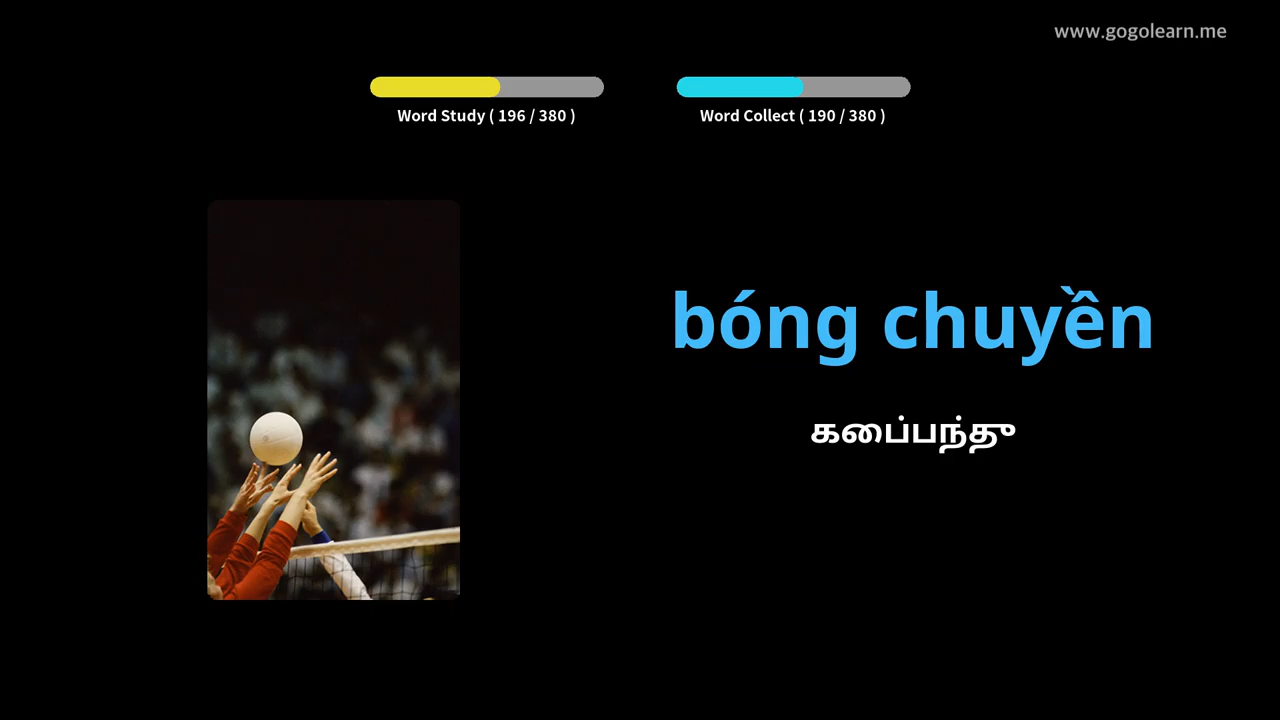 www.gogolearn.me
Word Study ( 196 / 380 )
Word Collect ( 190 / 380 )
bóng chuyền
கைப்பந்து